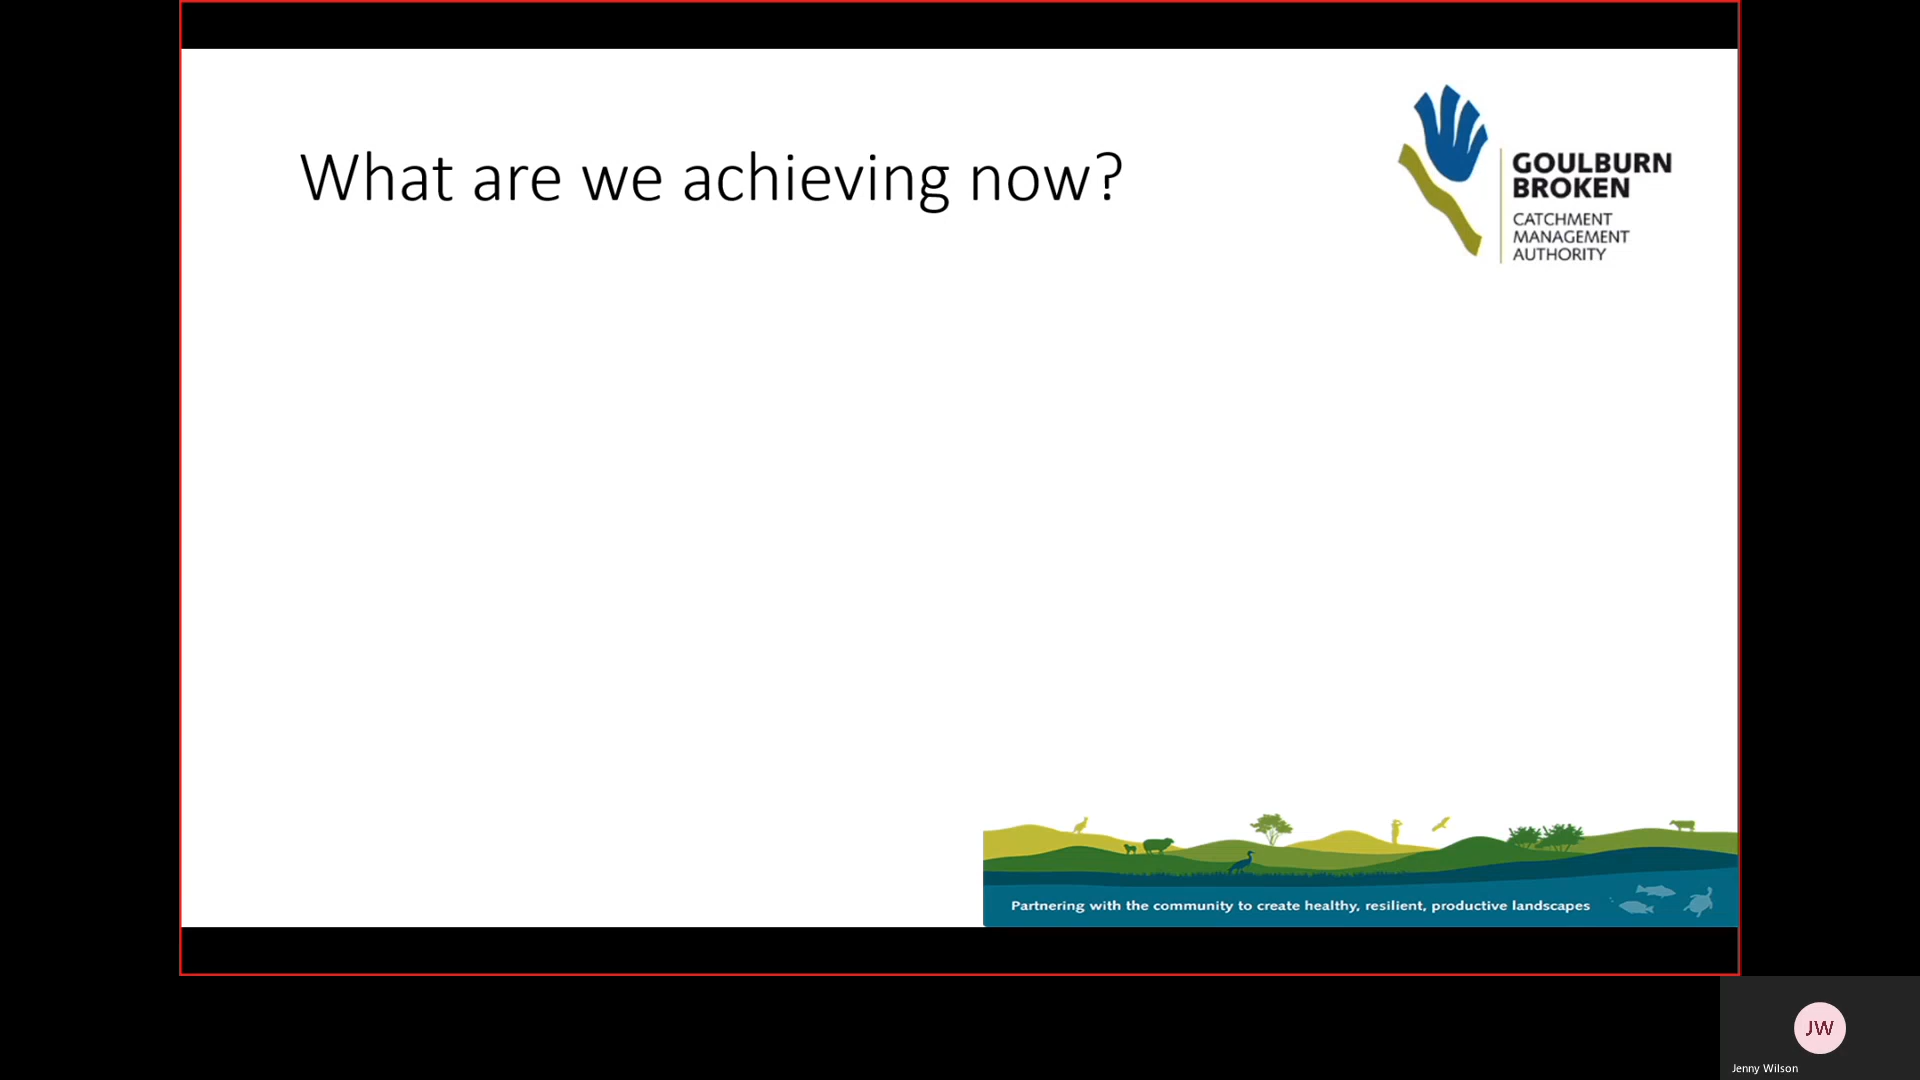 What are we achieving now?
GOULBURN
BROKEN
CATCHMENT
MANAGEMENT
AUTHORITY
Partnering with the community to create healthy, resilient, productive landscapes
JW
Jenny Wilson